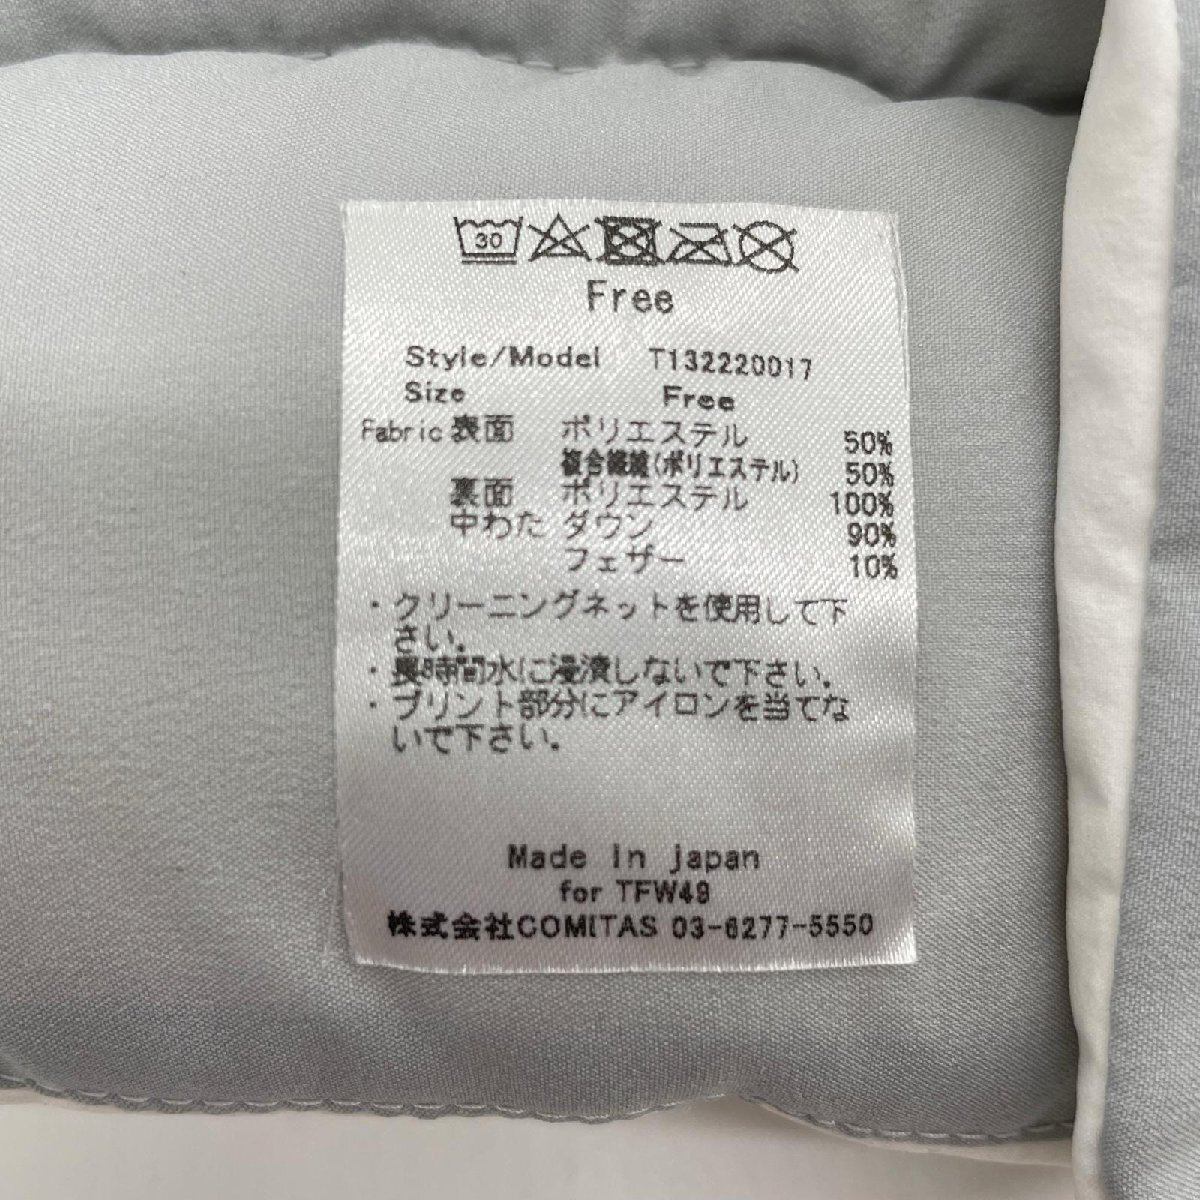 30
Free
Style/Model T132220017
Size Free
Fabric 表面 ポリエステル 50%
複合繊維(ポリエステル) 50%
裏面 ポリエステル 100%
中わた ダウン 90%
フェザー 10%
・クリーニングネットを使用して下
さい。
・長時間水に浸漬しないで下さい。
・プリント部分にアイロンを当てな
いで下さい。
Made in japan
for TFW49
株式会社COMITAS 03-6277-5550